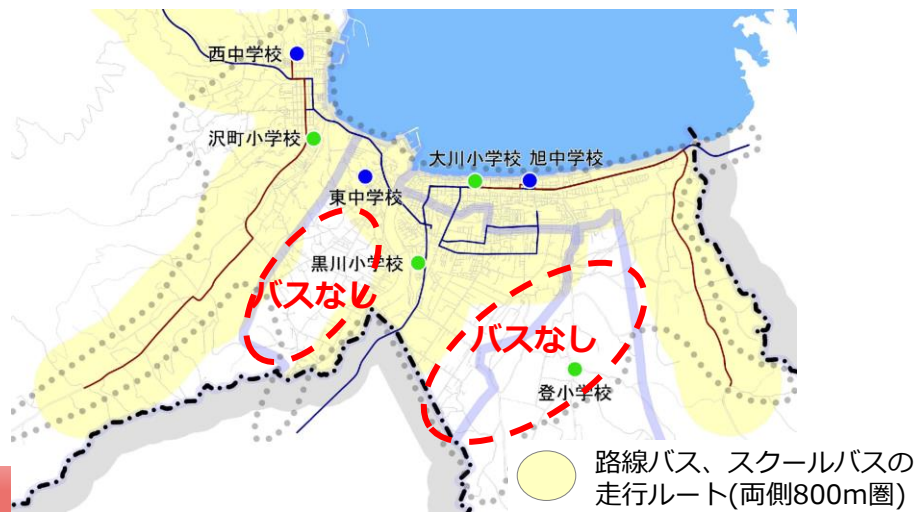 西中学校
沢町小学校
大川小学校 旭中学校
東中学校
黒川小学校
バスなし
バスなし
登小学校
路線バス、スクールバスの
走行ルート(両側800m圏)